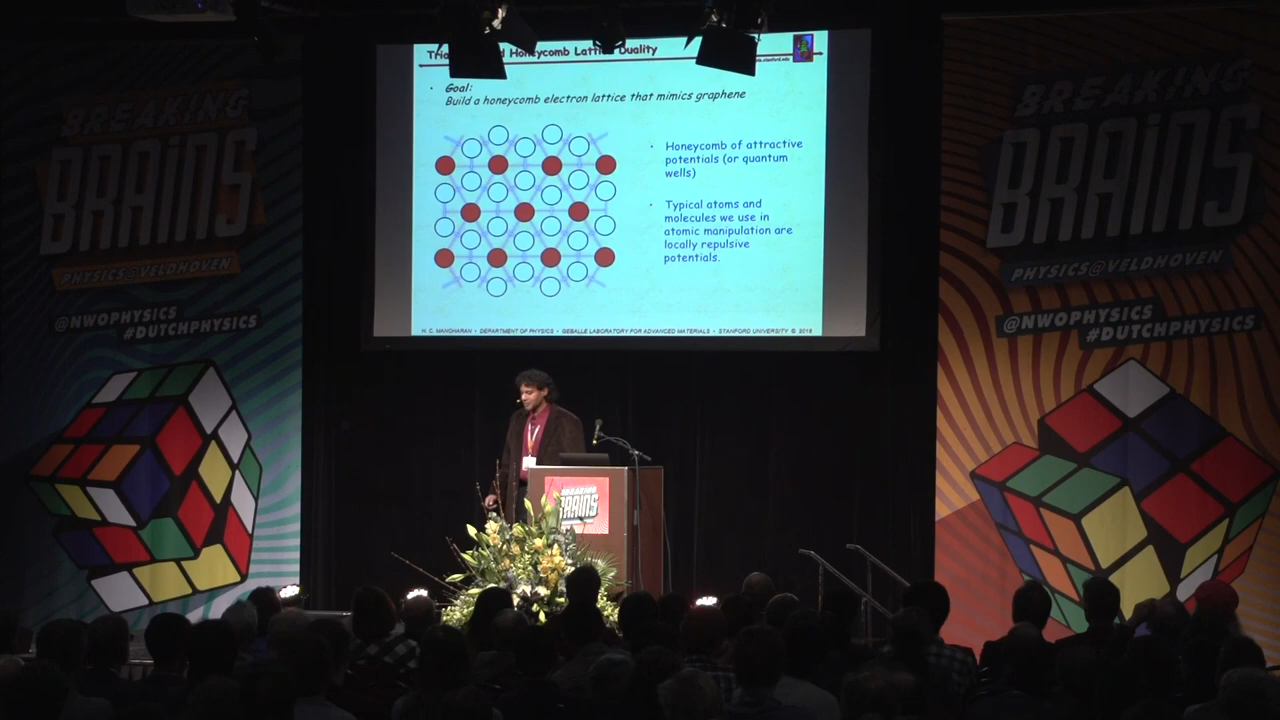 Honeycomb Lattice Duality
Goal:
Build a honeycomb electron lattice that mimics graphene
Honeycomb of attractive
potentials (or quantum
wells)
Typical atoms and
molecules we use in
atomic manipulation are
locally repulsive
potentials.
H. C. MANOHARAN • DEPARTMENT OF PHYSICS • GEBALLE LABORATORY FOR ADVANCED MATERIALS • STANFORD UNIVERSITY ©
BREAKING
BRAiNS
PHYSICS@VELDHOVEN
@NWOPHYSICS
#DUTCHPHYSICS
BREAKING
BRAiNS
PHYSICS@VELDHOVEN
@NWOPHYSICS
#DUTCHPHYSICS
BREAKING
BRAiNS